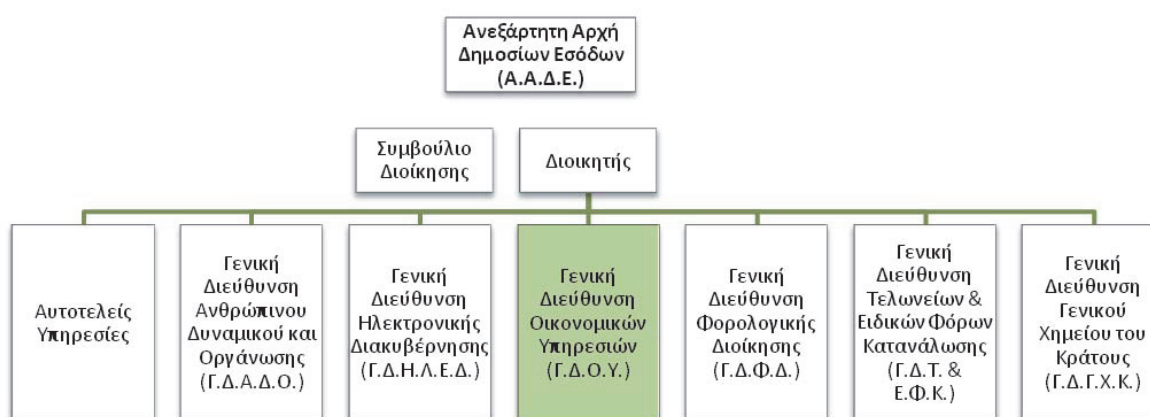 Ανεξάρτητη Αρχή
Δημοσίων Εσόδων
(Α.Α.Δ.Ε.)
Συμβούλιο
Διοίκησης
Διοικητής
Αυτοτελείς
Υπηρεσίες
Γενική
Διεύθυνση
Ανθρώπινου
Δυναμικού και
Οργάνωσης
(Γ.Δ.Α.Δ.Ο.)
Γενική
Διεύθυνση
Ηλεκτρονικής
Διακυβέρνησης
(Γ.Δ.Η.Λ.Ε.Δ.)
Γενική
Διεύθυνση
Οικονομικών
Υπηρεσιών
(Γ.Δ.Ο.Υ.)
Γενική
Διεύθυνση
Φορολογικής
Διοίκησης
(Γ.Δ.Φ.Δ.)
Γενική
Διεύθυνση
Τελωνείων &
Ειδικών Φόρων
Κατανάλωσης
(Γ.Δ.Τ. &
Ε.Φ.Κ.)
Γενική
Διεύθυνση
Γενικού
Χημείου του
Κράτους
(Γ.Δ.Γ.Χ.Κ.)